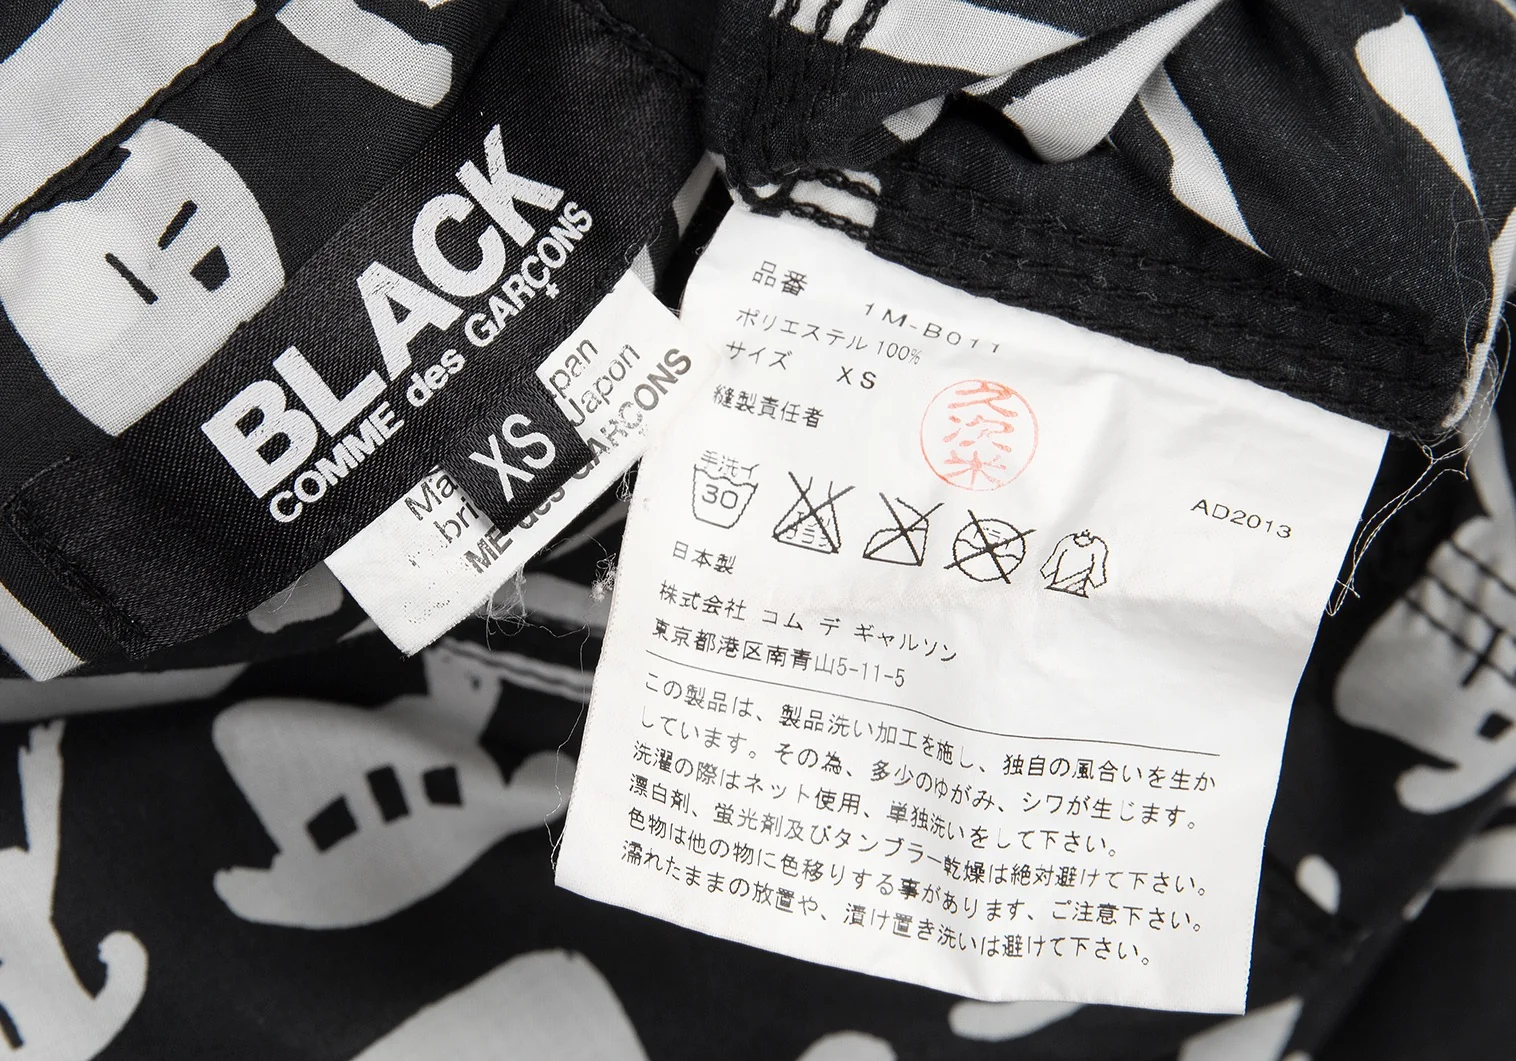 BLACK
COMME des GARÇONS
XS
pan
Japon
ME des GARÇONS
品番 1M-B011
ポリエステル 100%
サイズ XS
縫製責任者
手洗イ
30
AD2013
日本製
株式会社 コム デ ギャルソン
東京都港区南青山5-11-5
この製品は、製品洗い加工を施し、独自の風合いを生か
しています。その為、多少のゆがみ、シワが生じます。
洗濯の際はネット使用、単独洗いをして下さい。
漂白剤、蛍光剤及びタンブラー乾燥は絶対避けて下さい。
色物は他の物に色移りする事があります、ご注意下さい。
濡れたままの放置や、漬け置き洗いは避けて下さい。